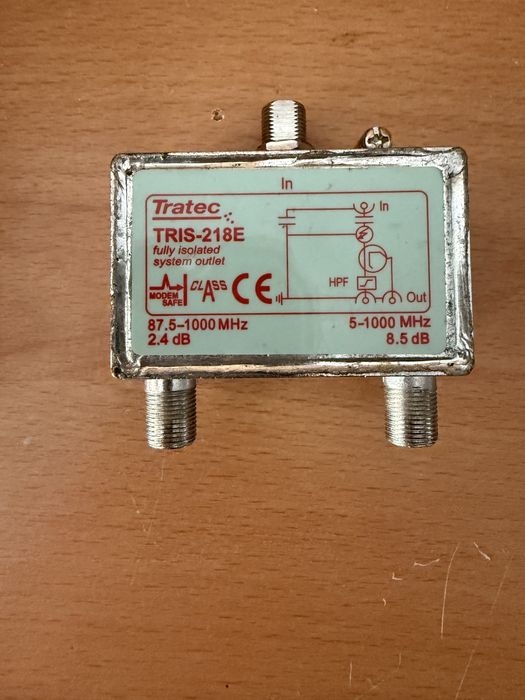 In
Tratec
TRIS-218E
fully isolated
system outlet
In
HPF
MODEM
SAFE
CLASS
A
CE
Out
87.5–1000 MHz
2.4 dB
5-1000 MHz
8.5 dB